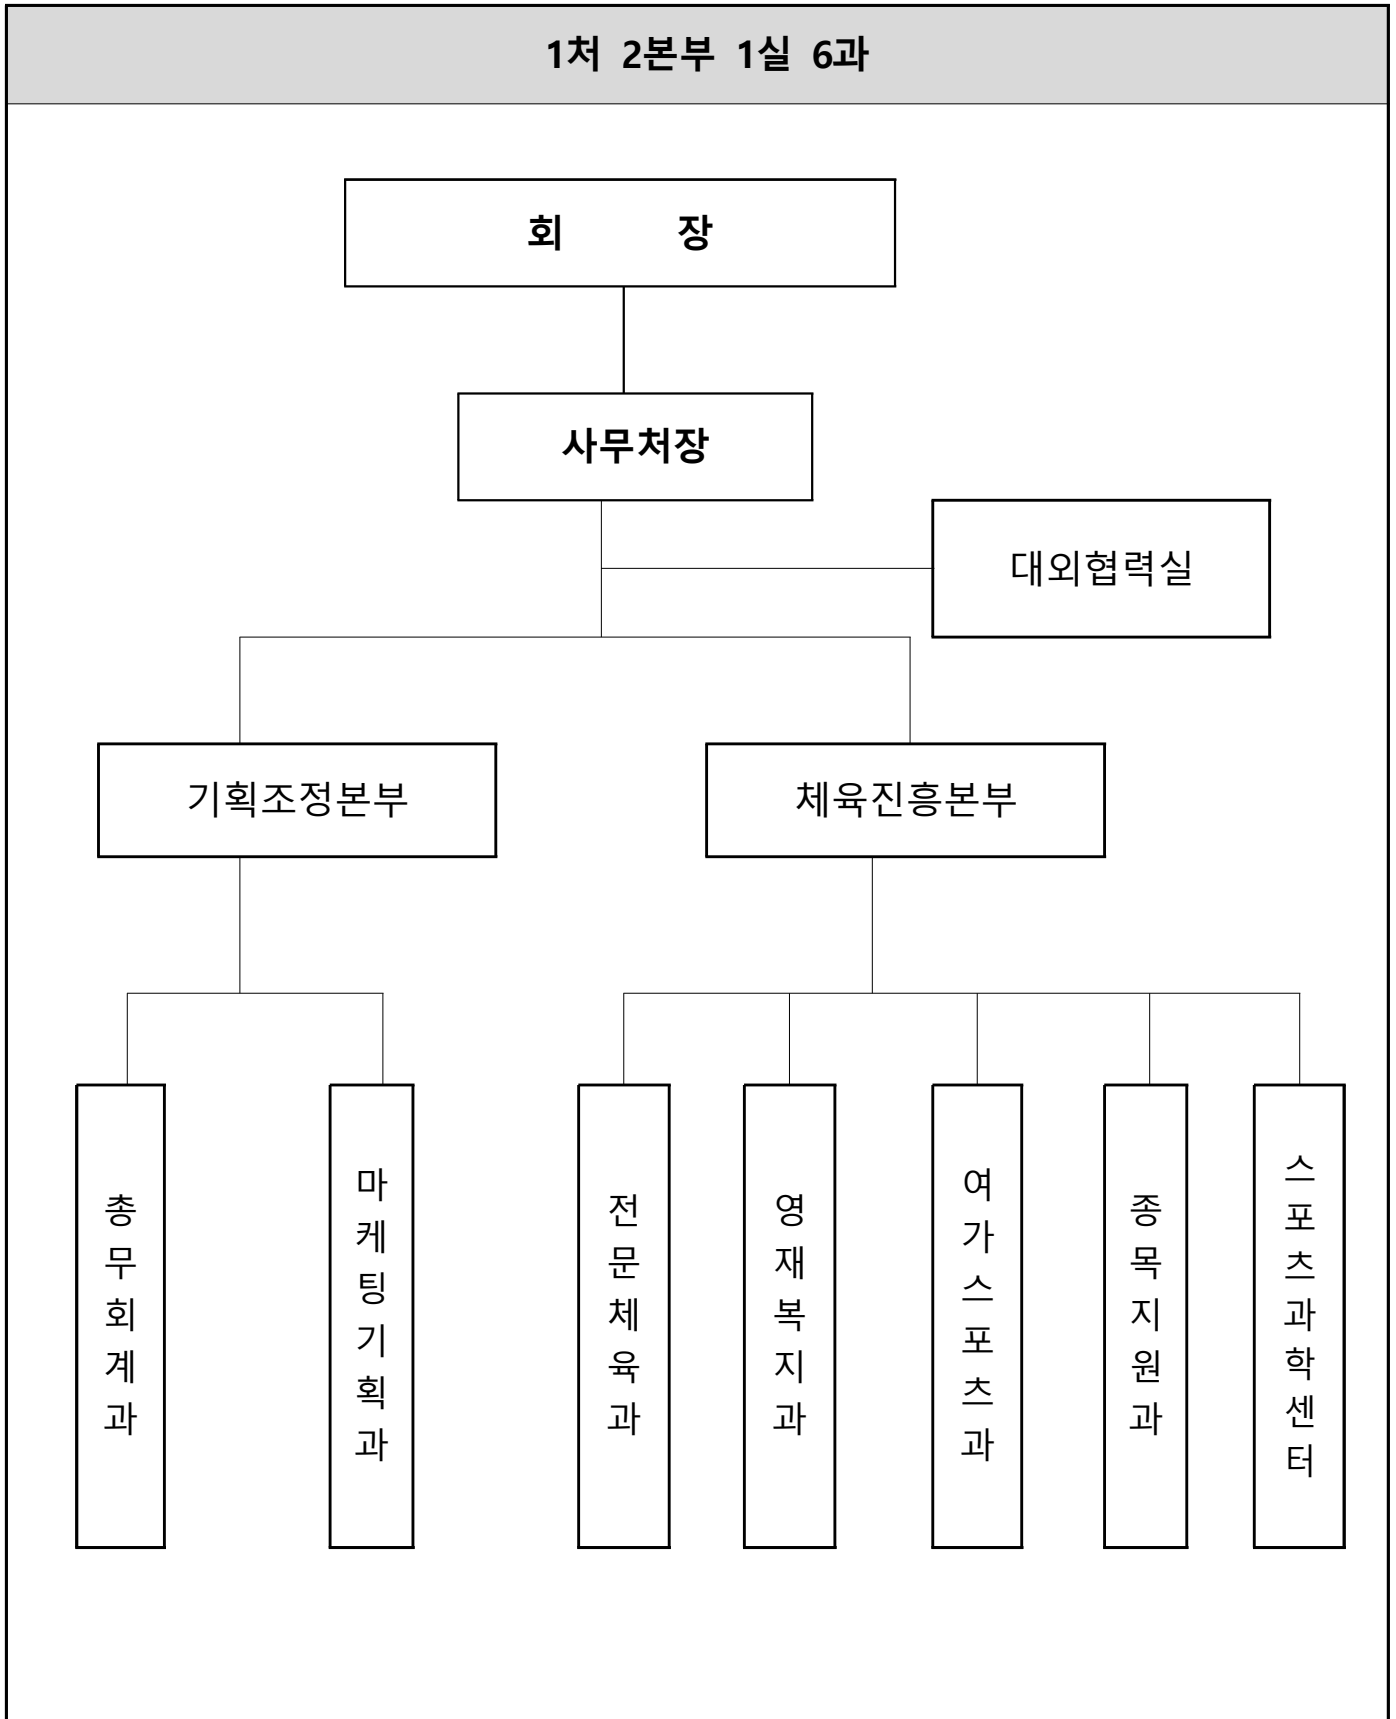 1처 2본부 1실 6과
회 장
사무처장
대외협력실
기획조정본부
체육진흥본부
총무회계과
마케팅기획과
전문체육과
영재복지과
여가스포츠과
종목지원과
스포츠과학센터